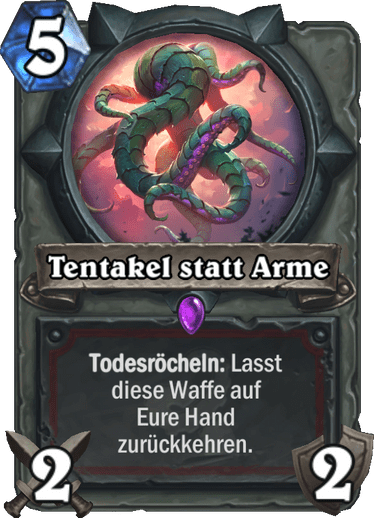 5
Tentakel statt Arme
Todesröcheln: Lasst
diese Waffe auf
Eure Hand
zurückkehren.
2 2